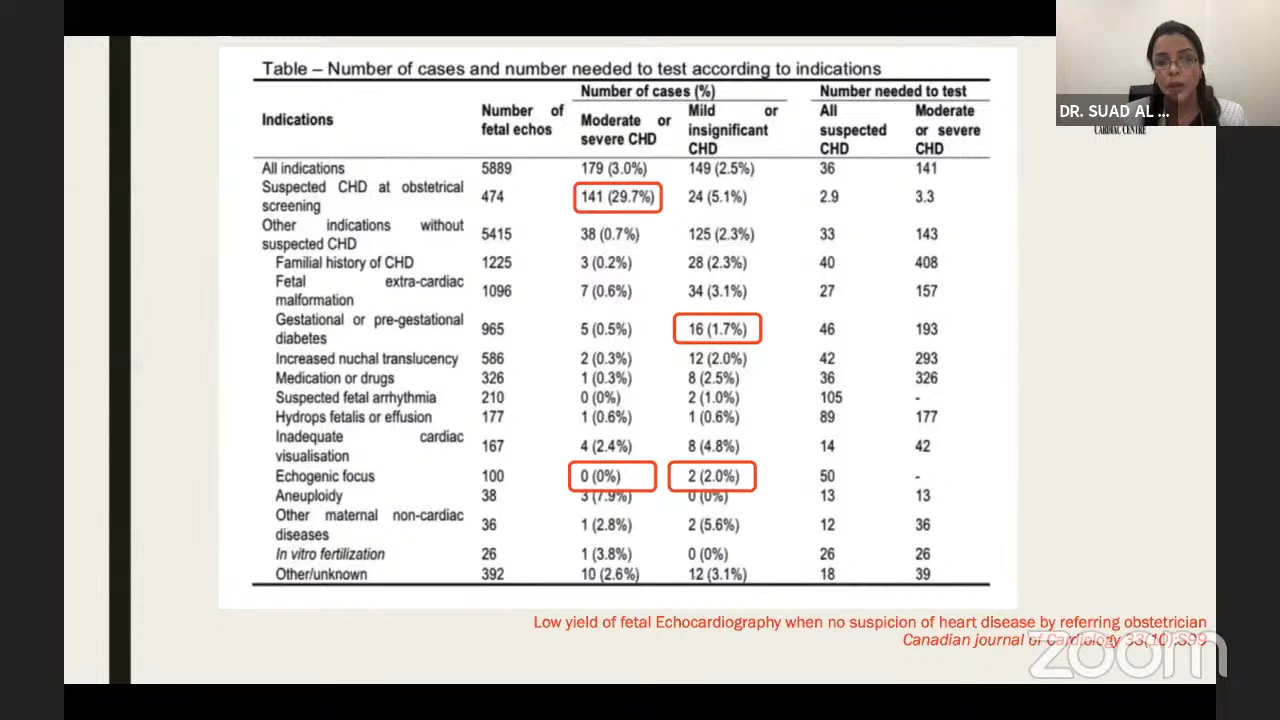 Table – Number of cases and number needed to test according to indications
Number of cases (%) Number needed to test
Indications Number of fetal echos Moderate or severe CHD Mild or insignificant CHD All suspected CHD Moderate or severe CHD
All indications 5889 179 (3.0%) 149 (2.5%) 36 141
Suspected CHD at obstetrical screening 474 141 (29.7%) 24 (5.1%) 2.9 3.3
Other indications without suspected CHD 5415 38 (0.7%) 125 (2.3%) 33 143
Familial history of CHD 1225 3 (0.2%) 28 (2.3%) 40 408
Fetal extra-cardiac malformation 1096 7 (0.6%) 34 (3.1%) 27 157
Gestational or pre-gestational diabetes 965 5 (0.5%) 16 (1.7%) 46 193
Increased nuchal translucency 586 2 (0.3%) 12 (2.0%) 42 293
Medication or drugs 326 1 (0.3%) 8 (2.5%) 36 326
Suspected fetal arrhythmia 210 0 (0%) 2 (1.0%) 105 -
Hydrops fetalis or effusion 177 1 (0.6%) 1 (0.6%) 89 177
Inadequate cardiac visualisation 167 4 (2.4%) 8 (4.8%) 14 42
Echogenic focus 100 0 (0%) 2 (2.0%) 50 -
Aneuploidy 38 3 (7.9%) 0 (0%) 13 13
Other maternal non-cardiac diseases 36 1 (2.8%) 2 (5.6%) 12 36
In vitro fertilization 26 1 (3.8%) 0 (0%) 26 26
Other/unknown 392 10 (2.6%) 12 (3.1%) 18 39
Low yield of fetal Echocardiography when no suspicion of heart disease by referring obstetrician
Canadian journal of Cardiology 33(10):S99
zoom
DR. SUAD AL ...
CARDIAC CENTRE